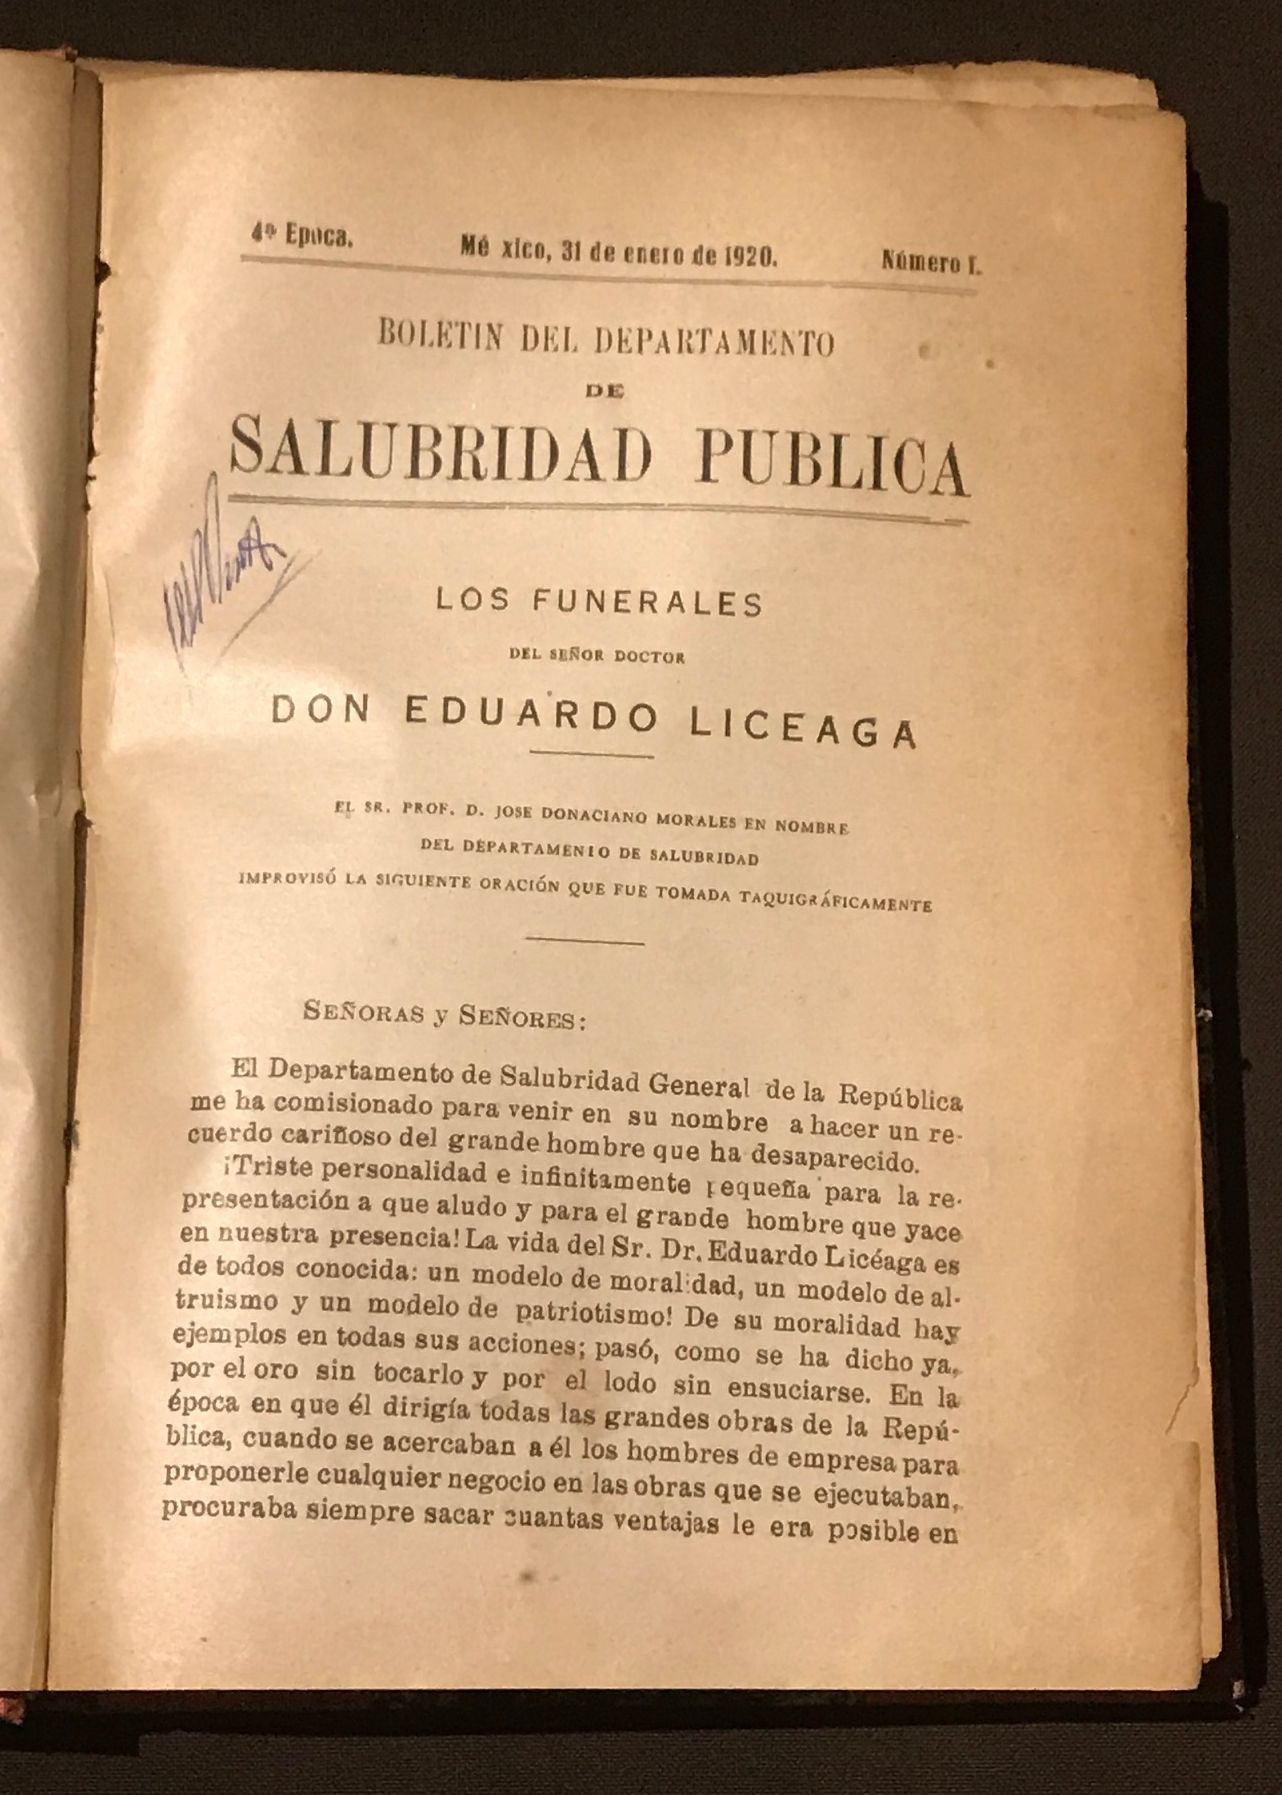 4ª Epoca. Mé xico, 31 de enero de 1920. Número I.
BOLETIN DEL DEPARTAMENTO
DE
SALUBRIDAD PUBLICA
LOS FUNERALES
DEL SEÑOR DOCTOR
DON EDUARDO LICEAGA
EL SR. PROF. D. JOSE DONACIANO MORALES EN NOMBRE
DEL DEPARTAMENIO DE SALUBRIDAD
IMPROVISÓ LA SIGUIENTE ORACIÓN QUE FUE TOMADA TAQUIGRÁFICAMENTE
SEÑORAS y SEÑORES:
El Departamento de Salubridad General de la República
me ha comisionado para venir en su nombre a hacer un re-
cuerdo cariñoso del grande hombre que ha desaparecido.
¡Triste personalidad e infinitamente pequeña para la re-
presentación a que aludo y para el grande hombre que yace
en nuestra presencia! La vida del Sr. Dr. Eduardo Licéaga es
de todos conocida: un modelo de moralidad, un modelo de al-
truismo y un modelo de patriotismo! De su moralidad hay
ejemplos en todas sus acciones; pasó, como se ha dicho ya,
por el oro sin tocarlo y por el lodo sin ensuciarse. En la
época en que él dirigía todas las grandes obras de la Repú-
blica, cuando se acercaban a él los hombres de empresa para
proponerle cualquier negocio en las obras que se ejecutaban,
procuraba siempre sacar cuantas ventajas le era posible en